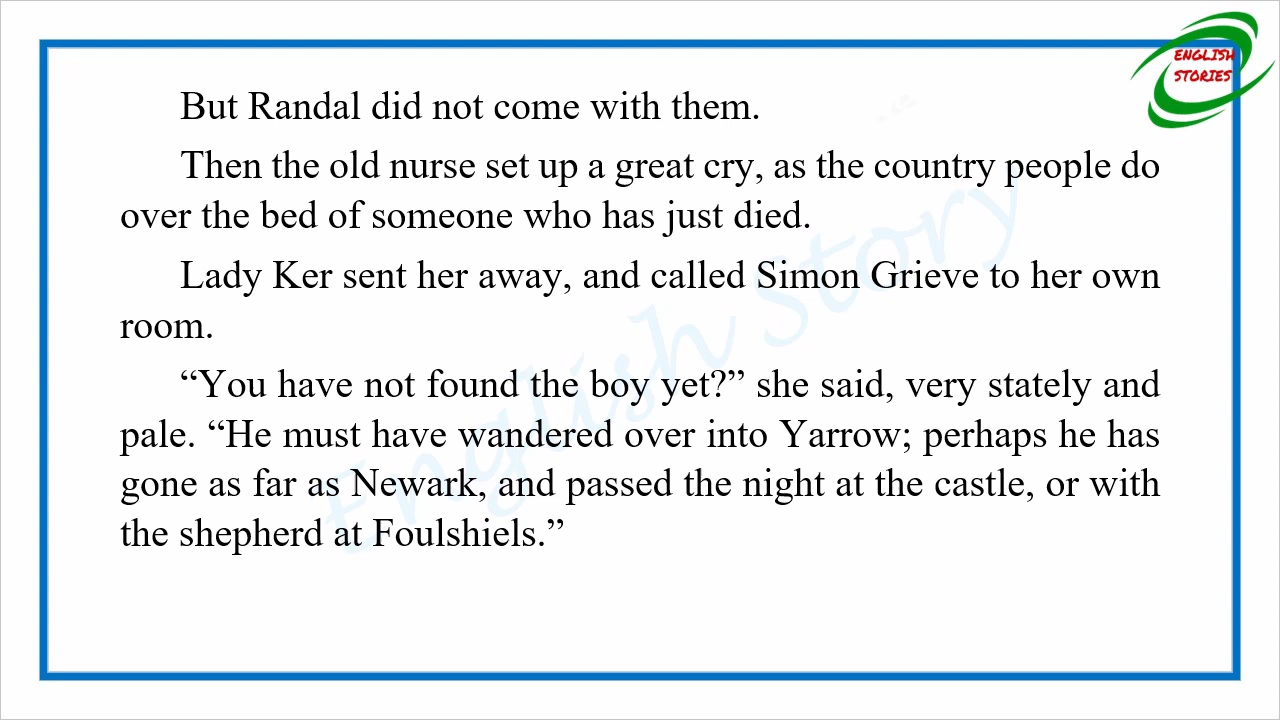 ENGLISH
STORIES
But Randal did not come with them.
Then the old nurse set up a great cry, as the country people do
over the bed of someone who has just died.
Lady Ker sent her away, and called Simon Grieve to her own
room.
“You have not found the boy yet?” she said, very stately and
pale. “He must have wandered over into Yarrow; perhaps he has
gone as far as Newark, and passed the night at the castle, or with
the shepherd at Foulshiels.”
English Story